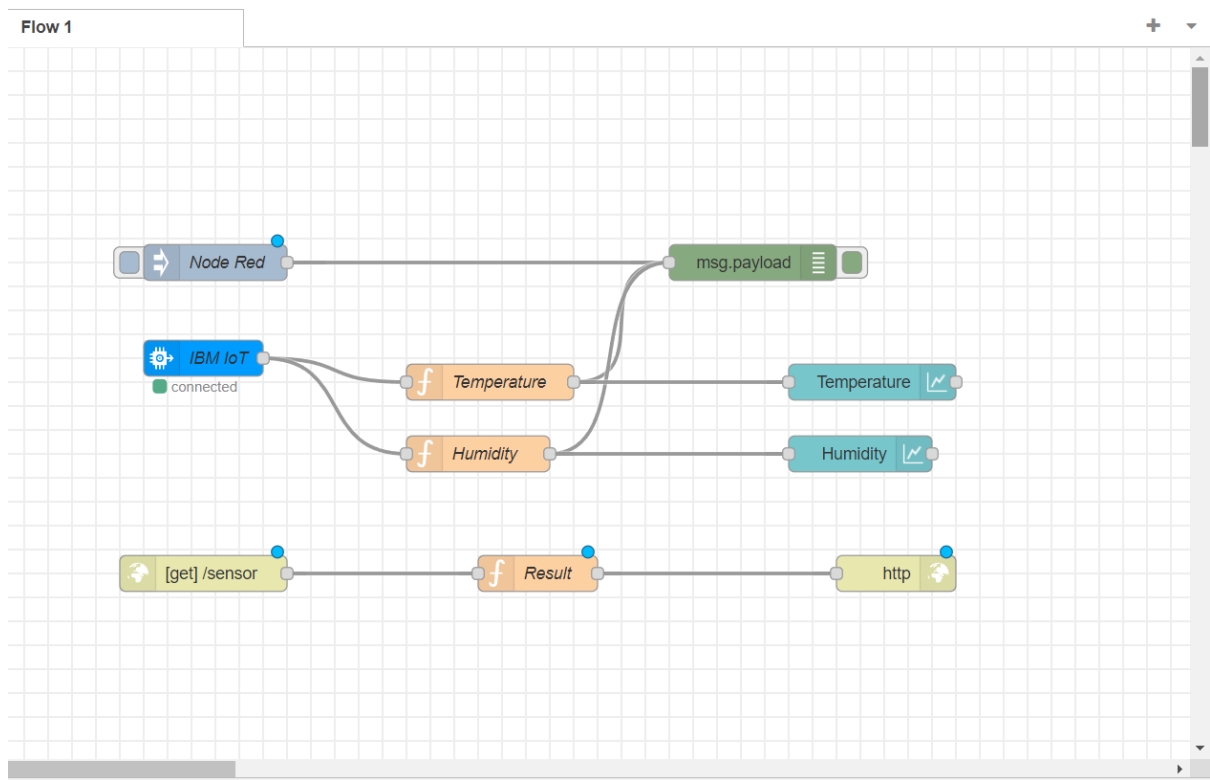 Flow 1
Node Red
msg.payload
IBM IoT
connected
Temperature
Temperature
Humidity
Humidity
[get] /sensor
Result
http